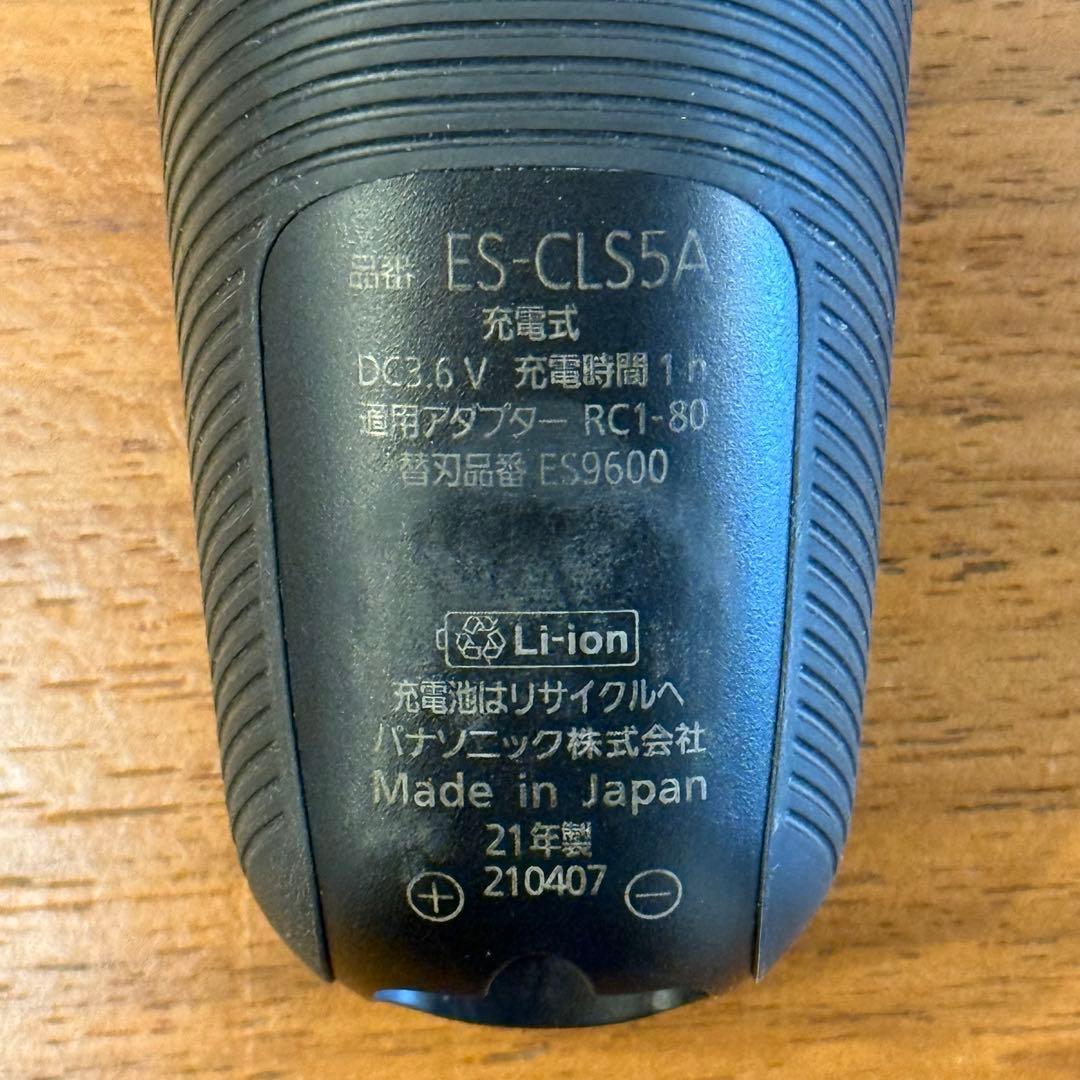 品番 ES-CLS5A
充電式
DC3.6 V 充電時間 1 h
適用アダプター RC1-80
替刃品番 ES9600
Li-ion
充電池はリサイクルへ
パナソニック株式会社
Made in Japan
21年製
210407